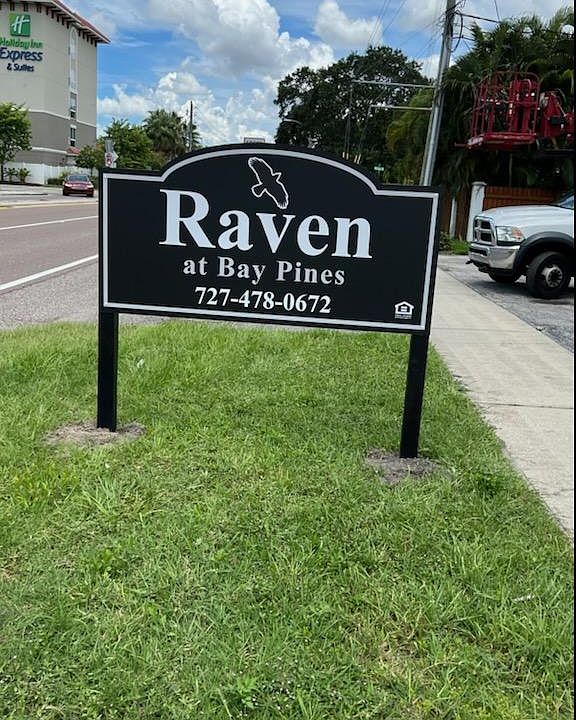 Holiday Inn
Express
& Suites
Raven
at Bay Pines
727-478-0672